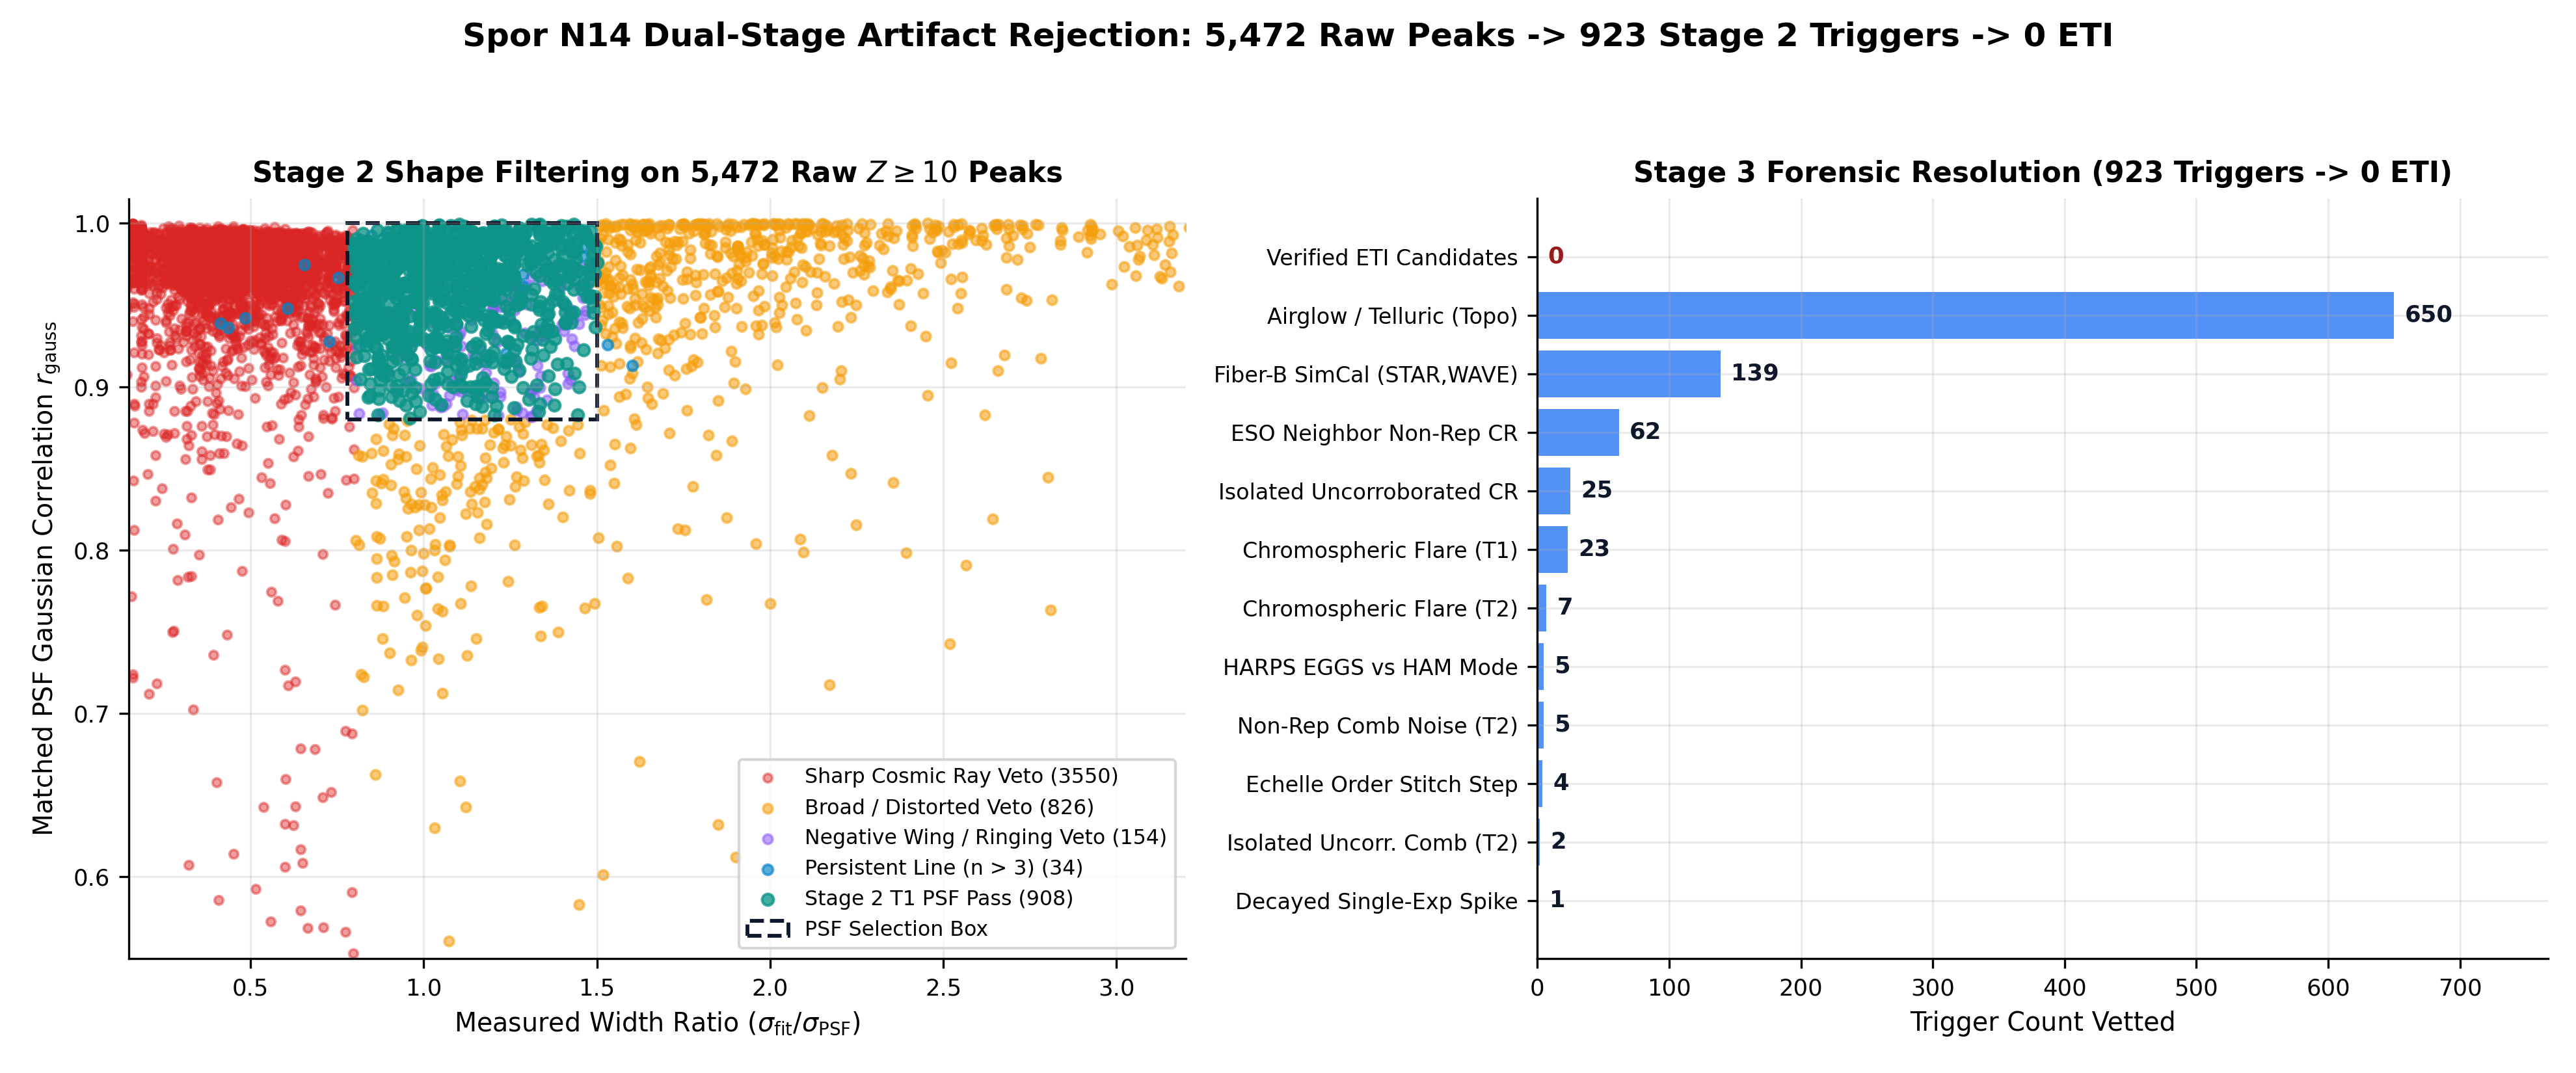 Spor N14 Dual-Stage Artifact Rejection: 5,472 Raw Peaks -> 923 Stage 2 Triggers -> 0 ETI
Stage 2 Shape Filtering on 5,472 Raw Z ≥ 10 Peaks
Matched PSF Gaussian Correlation r_gauss
1.0
0.9
0.8
0.7
0.6
0.5
1.0
1.5
2.0
2.5
3.0
Measured Width Ratio (σ_fit/σ_PSF)
Sharp Cosmic Ray Veto (3550)
Broad / Distorted Veto (826)
Negative Wing / Ringing Veto (154)
Persistent Line (n > 3) (34)
Stage 2 T1 PSF Pass (908)
PSF Selection Box
Stage 3 Forensic Resolution (923 Triggers -> 0 ETI)
Verified ETI Candidates 0
Airglow / Telluric (Topo) 650
Fiber-B SimCal (STAR,WAVE) 139
ESO Neighbor Non-Rep CR 62
Isolated Uncorroborated CR 25
Chromospheric Flare (T1) 23
Chromospheric Flare (T2) 7
HARPS EGGS vs HAM Mode 5
Non-Rep Comb Noise (T2) 5
Echelle Order Stitch Step 4
Isolated Uncorr. Comb (T2) 2
Decayed Single-Exp Spike 1
0
100
200
300
400
500
600
700
Trigger Count Vetted